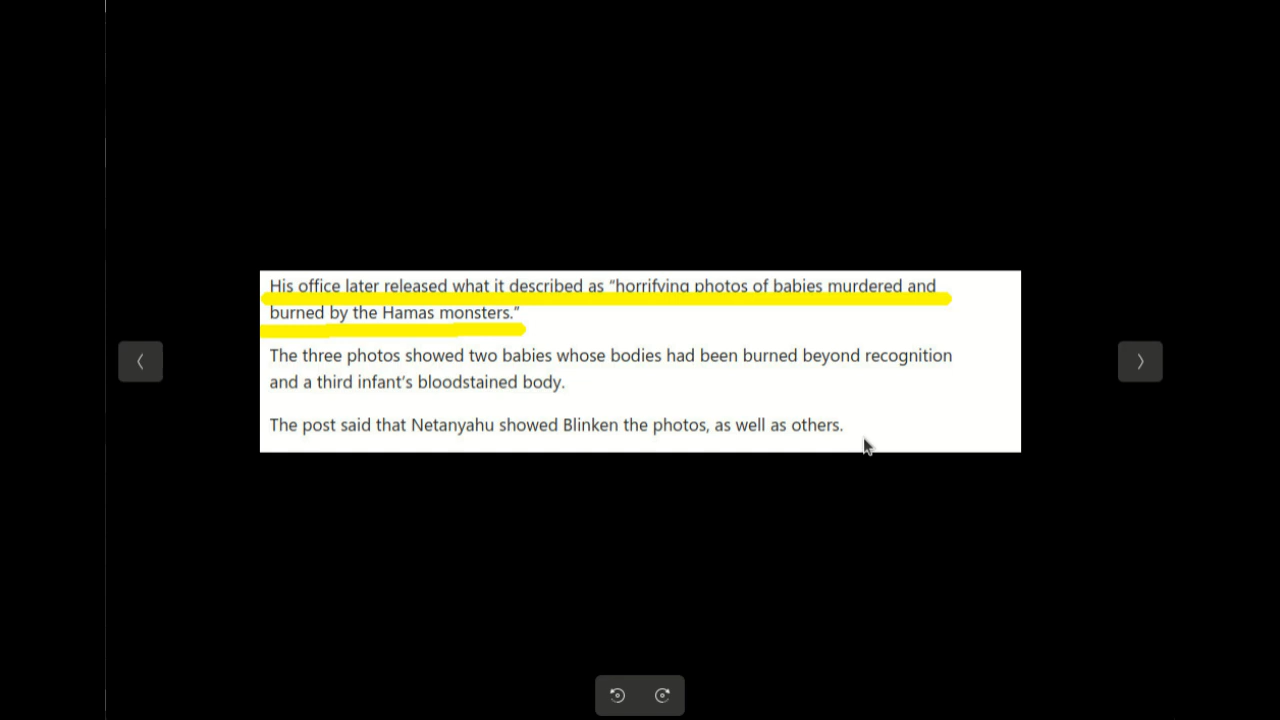 His office later released what it described as “horrifying photos of babies murdered and
burned by the Hamas monsters.”
The three photos showed two babies whose bodies had been burned beyond recognition
and a third infant’s bloodstained body.
The post said that Netanyahu showed Blinken the photos, as well as others.